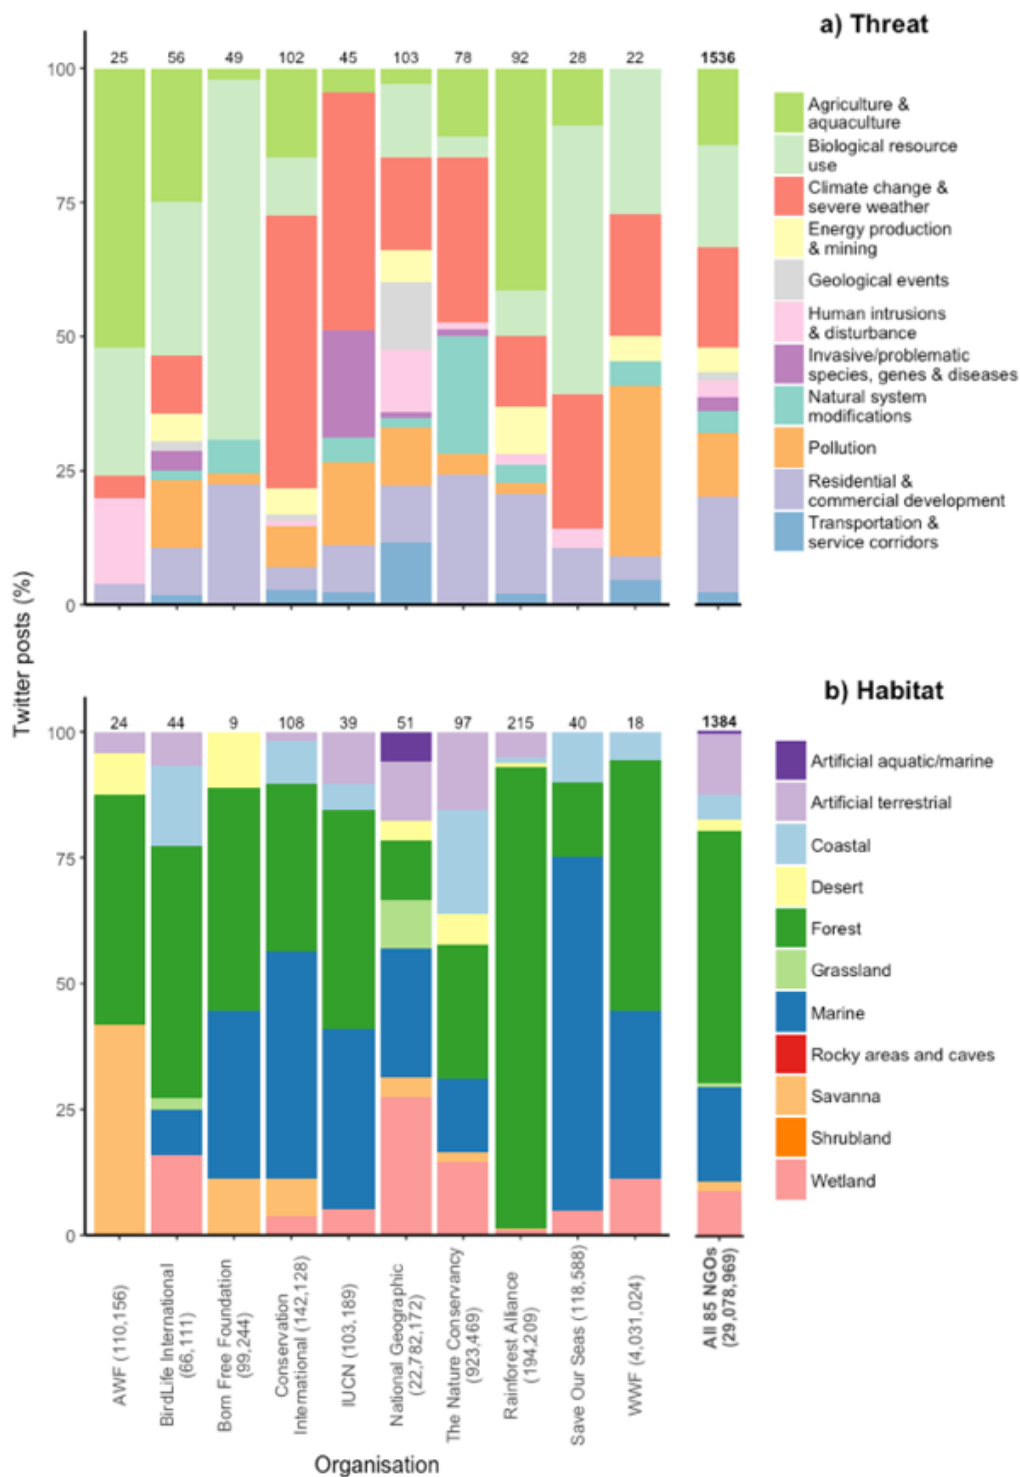 a) Threat
25 56 49 102 45 103 78 92 28 22 1536
100
75
50
25
0
Agriculture &
aquaculture
Biological resource
use
Climate change &
severe weather
Energy production
& mining
Geological events
Human intrusions
& disturbance
Invasive/problematic
species, genes & diseases
Natural system
modifications
Pollution
Residential &
commercial development
Transportation &
service corridors
Twitter posts (%)
b) Habitat
24 44 9 108 39 51 97 215 40 18 1384
100
75
50
25
0
Artificial aquatic/marine
Artificial terrestrial
Coastal
Desert
Forest
Grassland
Marine
Rocky areas and caves
Savanna
Shrubland
Wetland
AWF (110,156)
BirdLife International
(66,111)
Born Free Foundation
(99,244)
Conservation
International (142,128)
IUCN (103,189)
National Geographic
(22,782,172)
The Nature Conservancy
(923,469)
Rainforest Alliance
(194,209)
Save Our Seas (118,588)
WWF (4,031,024)
All 85 NGOs
(29,078,969)
Organisation